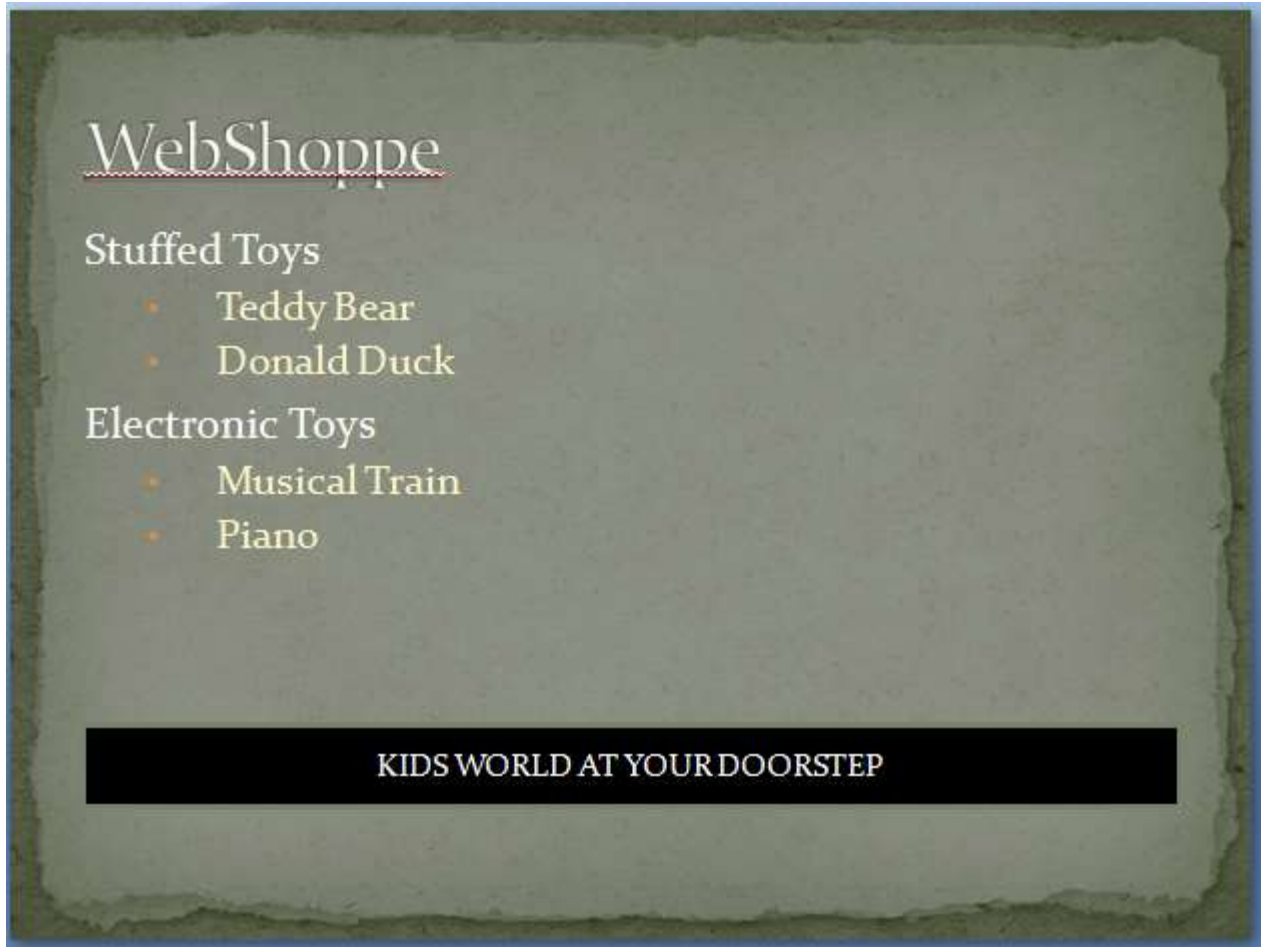 WebShoppe
Stuffed Toys
• Teddy Bear
• Donald Duck
Electronic Toys
• Musical Train
• Piano
KIDS WORLD AT YOUR DOORSTEP